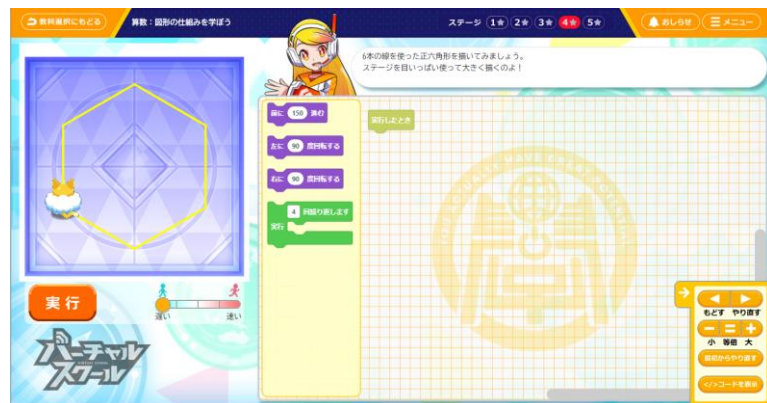 教科選択にもどる
算数：図形の仕組みを学ぼう
ステージ 1★ 2★ 3★ 4★ 5★
おしらせ
メニュー
6本の線を使った正六角形を描いてみましょう。
ステージを目いっぱい使って大きく描くのよ！
前に 150 進む
実行したとき
左に 90 度回転する
右に 90 度回転する
4 回繰り返します
実行
実行
遅い 速い
もどす やり直す
小 等倍 大
最初からやり直す
</>コードを表示
バーチャル
スクール